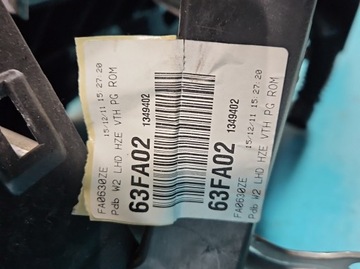 FA0630ZE 15/12/11 15.27.20
Pdb W2 LHD HZE VTH PG ROM
63FA02 1349402
FA0630ZE 15/12/11 15.27.20
Pdb W2 LHD HZE VTH PG ROM
63FA02 1349402